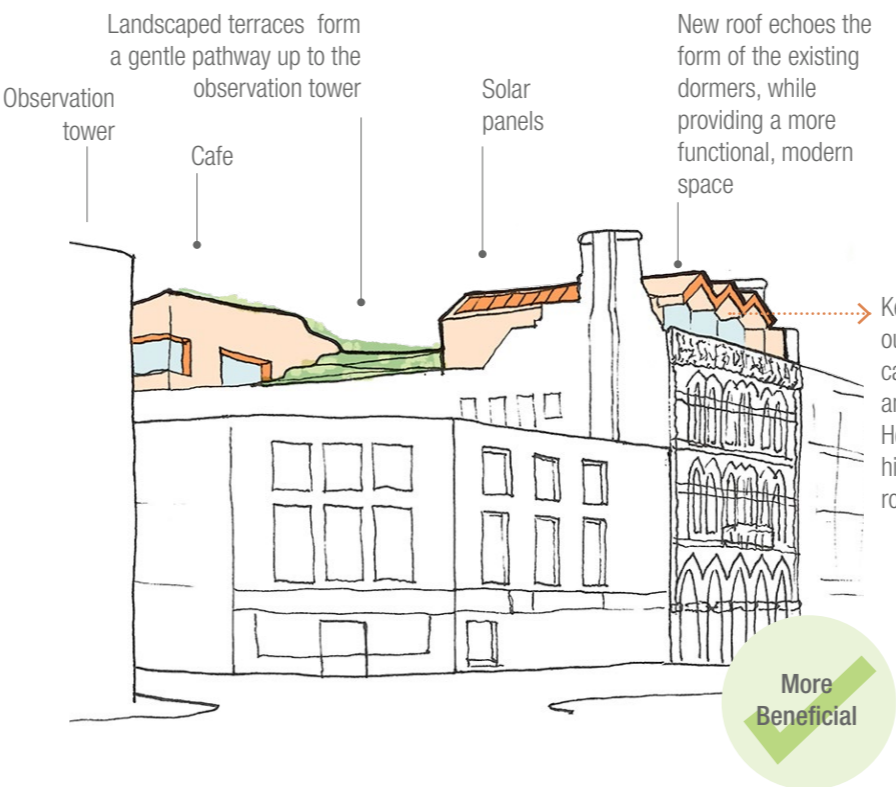 Landscaped terraces form
a gentle pathway up to the
observation tower
Observation
tower
Cafe
Solar
panels
New roof echoes the
form of the existing
dormers, while
providing a more
functional, modern
space
More
Beneficial